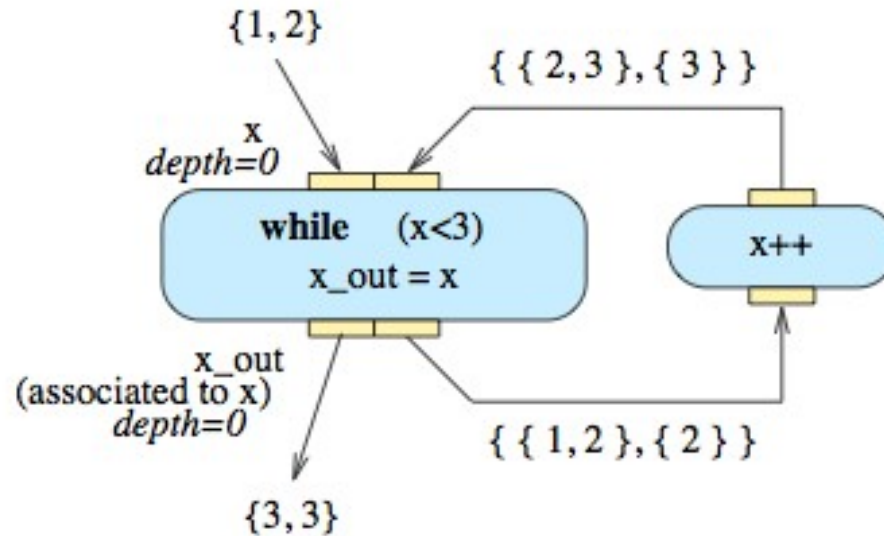 {1, 2}
{ { 2, 3 }, { 3 } }
x
depth=0
while (x<3)
x_out = x
x++
x_out
(associated to x)
depth=0
{ { 1, 2 }, { 2 } }
{3, 3}